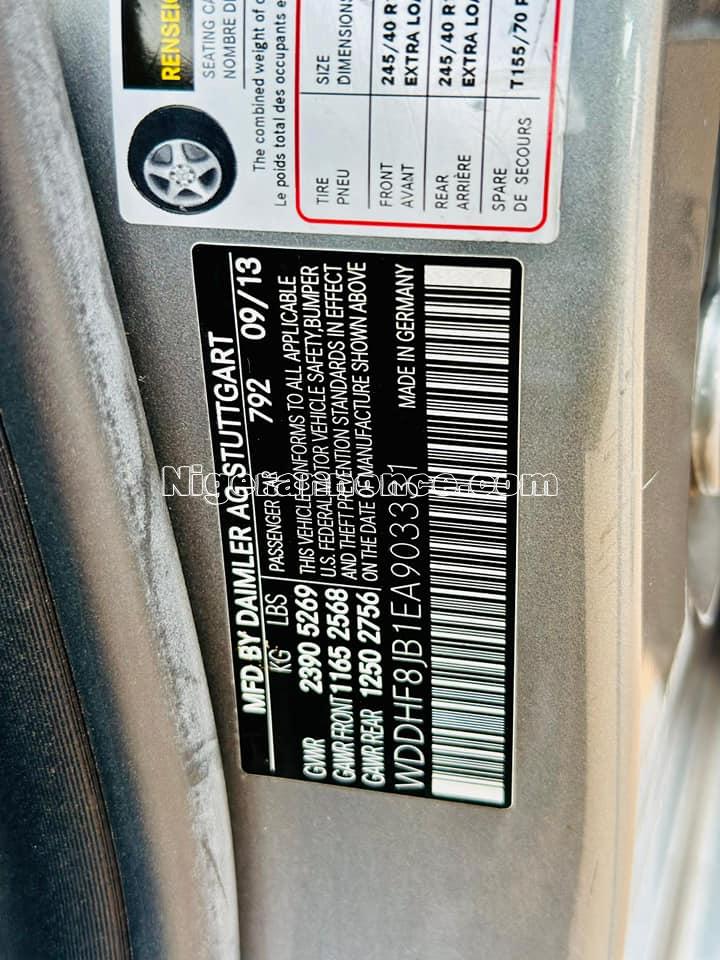 RENSEIG
SEATING CA
NOMBRE DE
The combined weight of o
Le poids total des occupants e
TIRE SIZE
PNEU DIMENSIONS
FRONT 245/40 R1
AVANT EXTRA LOA
REAR 245/40 R1
ARRIÈRE EXTRA LOA
SPARE T155/70 R
DE SECOURS
MFD. BY DAIMLER AG STUTTGART
KG LBS PASSENGER CAR 792 09/13
GVWR 2390 5269 THIS VEHICLE CONFORMS TO ALL APPLICABLE
U.S. FEDERAL MOTOR VEHICLE SAFETY, BUMPER
GAWR FRONT 1165 2568 AND THEFT PREVENTION STANDARDS IN EFFECT
GAWR REAR 1250 2756 ON THE DATE OF MANUFACTURE SHOWN ABOVE
WDDHF8JB1EA903331 MADE IN GERMANY
Nigerannonce.com